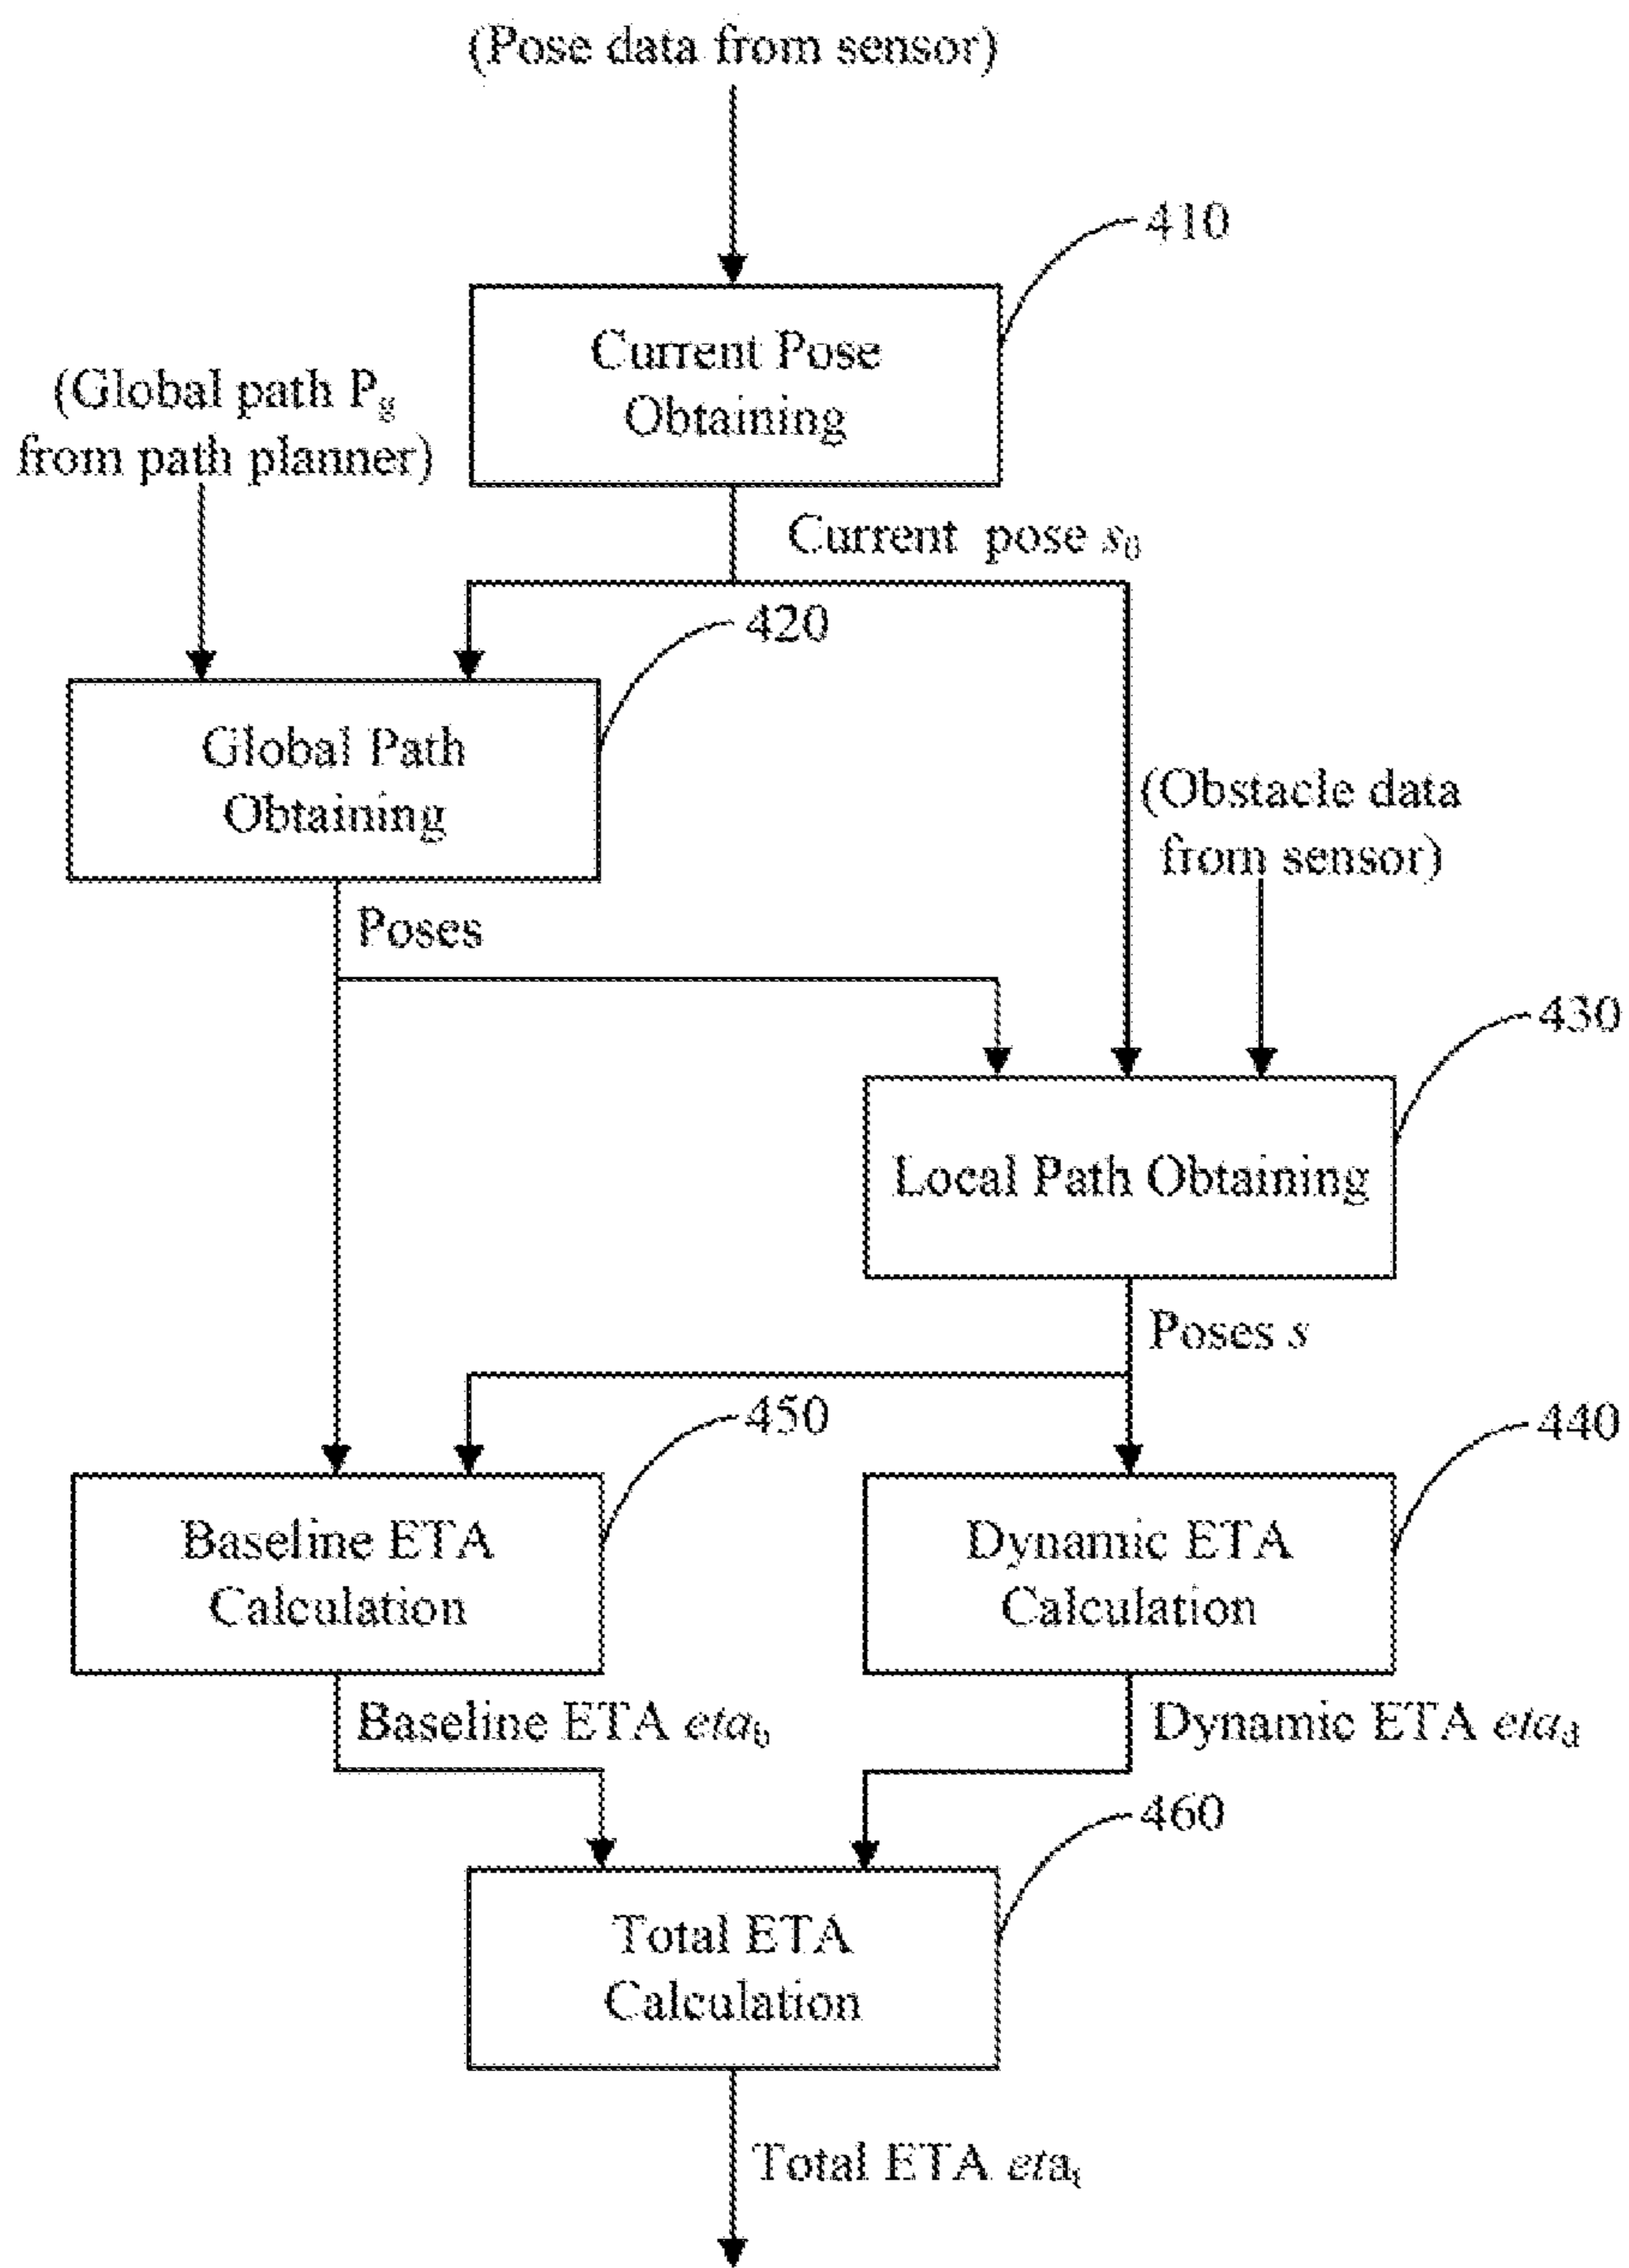 (Pose data from sensor)
410
Current Pose
Obtaining
(Global path Pg
from path planner)
Current pose s0
420
Global Path
Obtaining
(Obstacle data
from sensor)
Poses
430
Local Path Obtaining
Poses s
450
440
Baseline ETA
Calculation
Dynamic ETA
Calculation
Baseline ETA etab
Dynamic ETA etad
460
Total ETA
Calculation
Total ETA etat